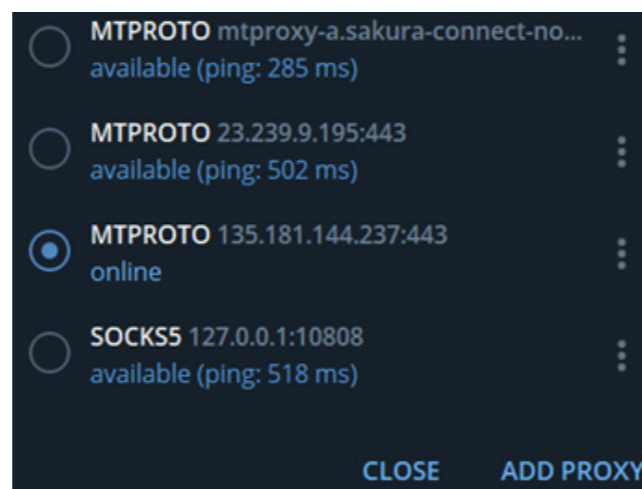 MTPROTO mtproxy-a.sakura-connect-no...
available (ping: 285 ms)
MTPROTO 23.239.9.195:443
available (ping: 502 ms)
MTPROTO 135.181.144.237:443
online
SOCKS5 127.0.0.1:10808
available (ping: 518 ms)
CLOSE ADD PROXY